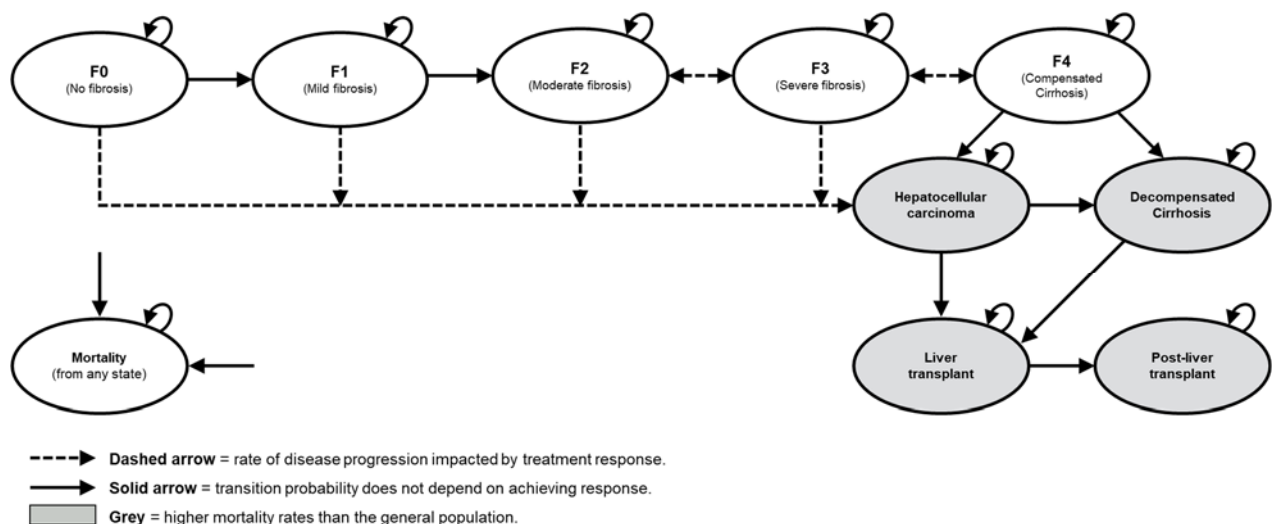 F0
(No fibrosis)
F1
(Mild fibrosis)
F2
(Moderate fibrosis)
F3
(Severe fibrosis)
F4
(Compensated
Cirrhosis)
Hepatocellular
carcinoma
Decompensated
Cirrhosis
Mortality
(from any state)
Liver
transplant
Post-liver
transplant
Dashed arrow = rate of disease progression impacted by treatment response.
Solid arrow = transition probability does not depend on achieving response.
Grey = higher mortality rates than the general population.